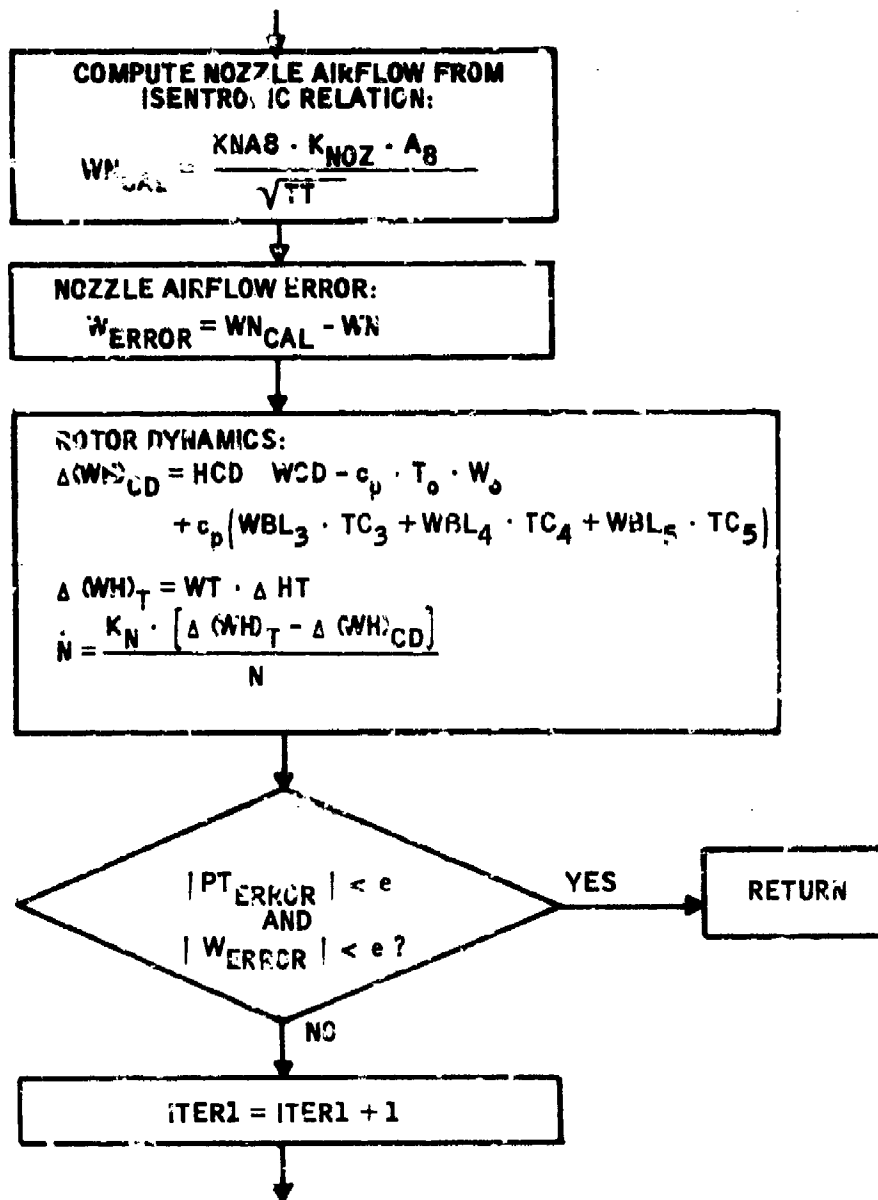 COMPUTE NOZZLE AIRFLOW FROM
ISENTROPIC RELATION:
WN_CAL = KNA8 · K_NOZ · A_8 / √TT
NOZZLE AIRFLOW ERROR:
W_ERROR = WN_CAL - WN
ROTOR DYNAMICS:
Δ(WH)_CD = HCD WCD - c_p · T_o · W_o
+ c_p(WBL_3 · TC_3 + WBL_4 · TC_4 + WBL_5 · TC_5)
Δ (WH)_T = WT · Δ HT
Ṅ = K_N · [Δ (WH)_T - Δ (WH)_CD] / N
|PT_ERROR| < e
AND
|W_ERROR| < e ?
YES
RETURN
NO
ITER1 = ITER1 + 1